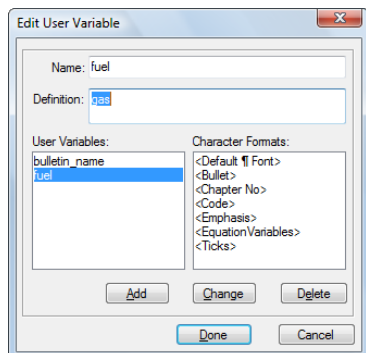 Edit User Variable
Name: fuel
Definition: gas
User Variables:
bulletin_name
fuel
Character Formats:
<Default ¶ Font>
<Bullet>
<Chapter No>
<Code>
<Emphasis>
<EquationVariables>
<Ticks>
Add Change Delete
Done Cancel